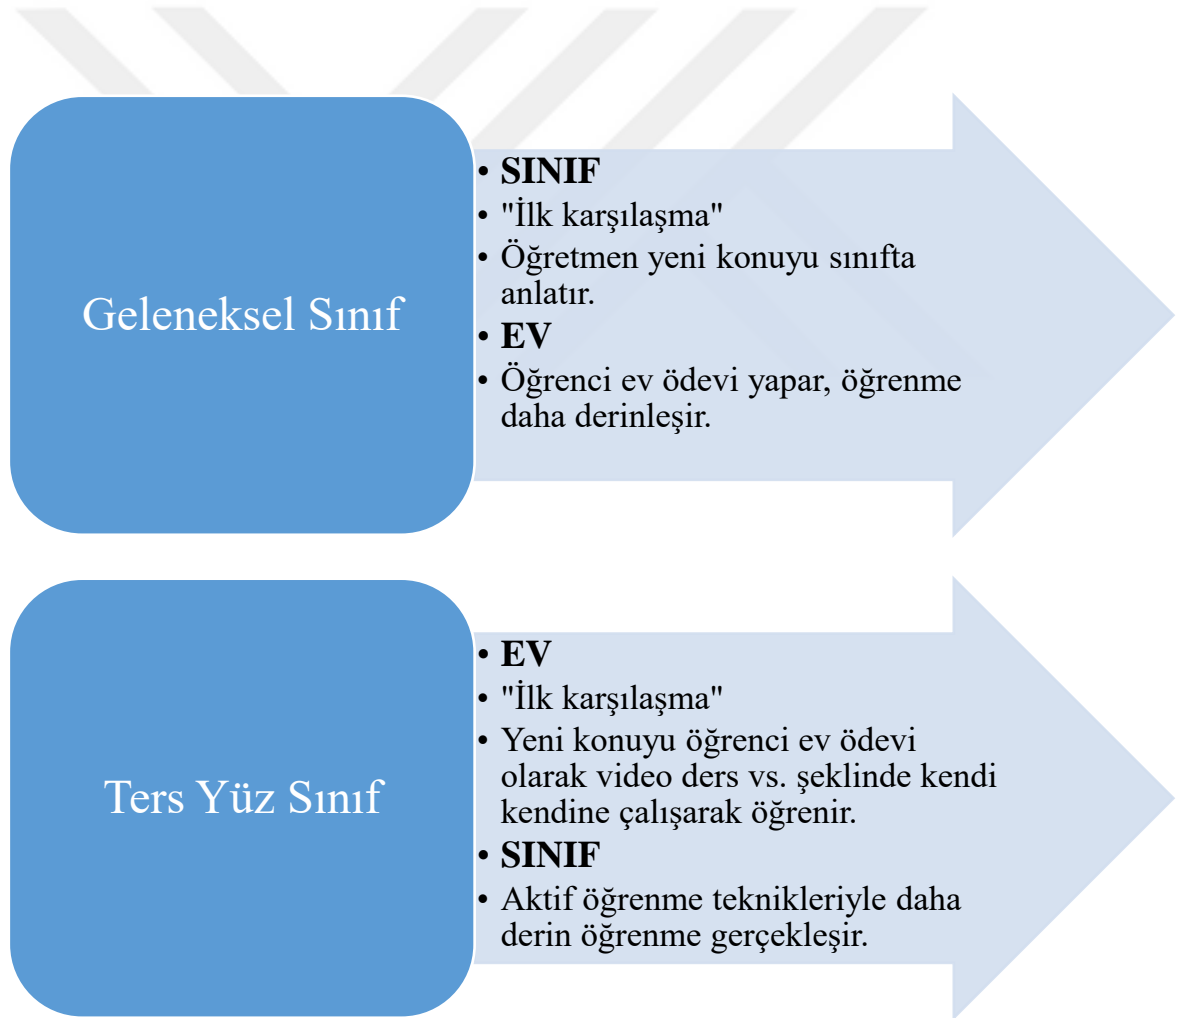 Geleneksel Sınıf
• SINIF
• "İlk karşılaşma"
• Öğretmen yeni konuyu sınıfta
anlatır.
• EV
• Öğrenci ev ödevi yapar, öğrenme
daha derinleşir.
Ters Yüz Sınıf
• EV
• "İlk karşılaşma"
• Yeni konuyu öğrenci ev ödevi
olarak video ders vs. şeklinde kendi
kendine çalışarak öğrenir.
• SINIF
• Aktif öğrenme teknikleriyle daha
derin öğrenme gerçekleşir.